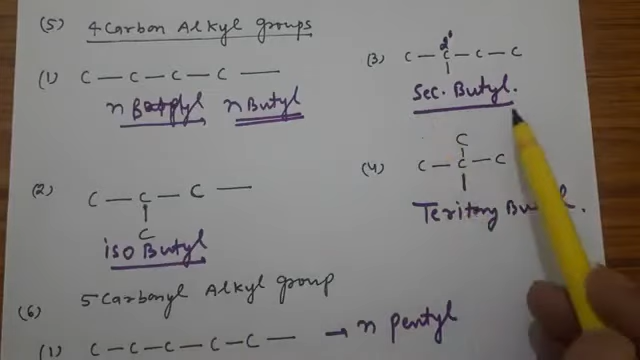 (5) 4 Carbon Alkyl groups
(1) C — C — C — C —
n Butyl
(2) C — C — C —
C
iso Butyl
(3) C — C — C — C
2°
Sec. Butyl.
(4) C
C — C — C
Teritory
(6) 5 Carbonyl Alkyl group
(1) C — C — C — C — C — → n pentyl